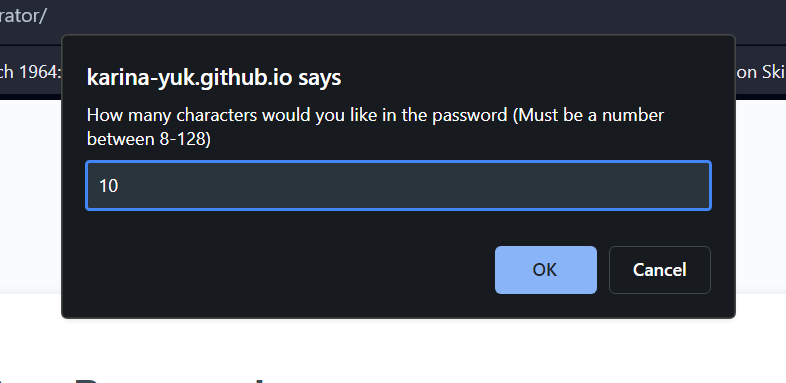 rator/
ch 1964:
on Ski
karina-yuk.github.io says
How many characters would you like in the password (Must be a number
between 8-128)
10
OK
Cancel